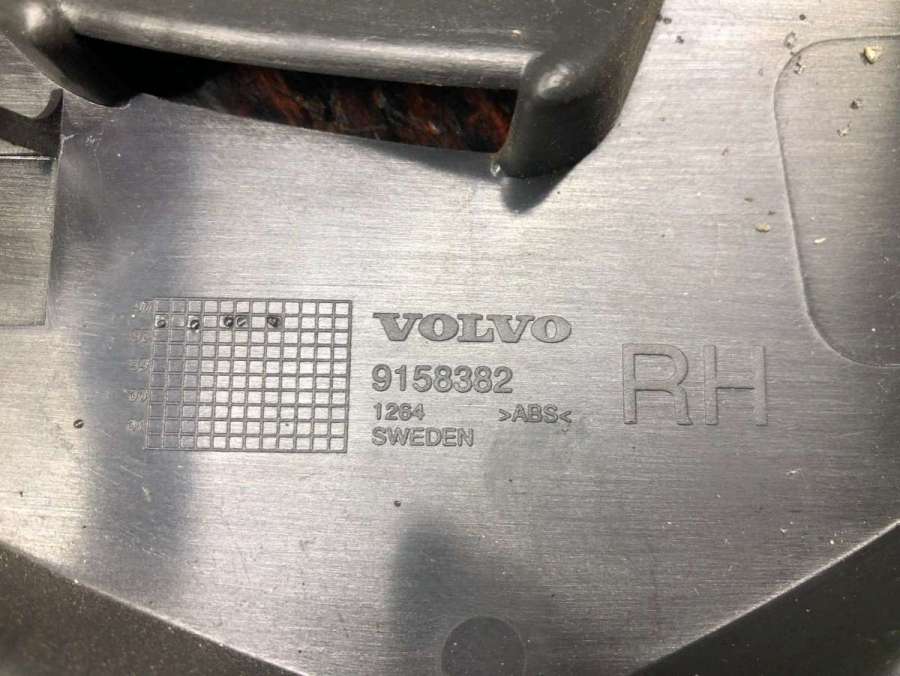 VOLVO
9158382
1264 >ABS<
SWEDEN
RH